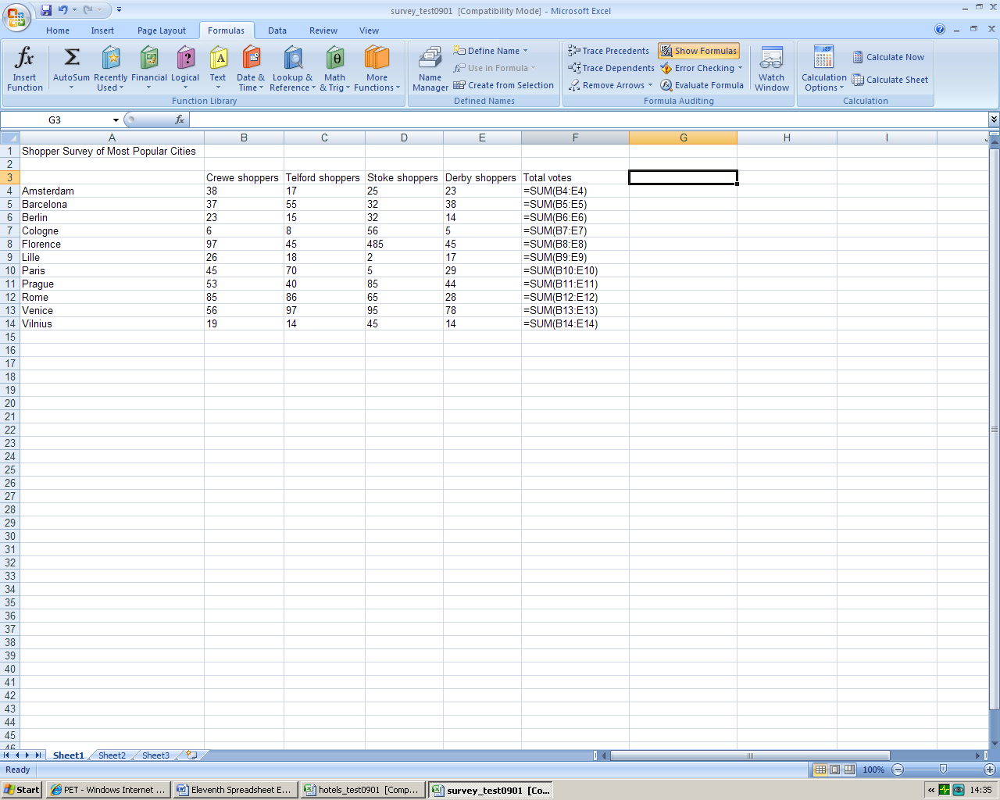 survey_test0901 [Compatibility Mode] - Microsoft Excel
Home Insert Page Layout Formulas Data Review View
Insert Function
AutoSum
Recently Used
Financial
Logical
Text
Date & Time
Lookup & Reference
Math & Trig
More Functions
Function Library
Name Manager
Define Name
Use in Formula
Create from Selection
Defined Names
Trace Precedents
Trace Dependents
Remove Arrows
Show Formulas
Error Checking
Evaluate Formula
Watch Window
Formula Auditing
Calculation Options
Calculate Now
Calculate Sheet
Calculation
G3 fx
A B C D E F G H I J
1 Shopper Survey of Most Popular Cities
2
3 Crewe shoppers Telford shoppers Stoke shoppers Derby shoppers Total votes
4 Amsterdam 38 17 25 23 =SUM(B4:E4)
5 Barcelona 37 55 32 38 =SUM(B5:E5)
6 Berlin 23 15 32 14 =SUM(B6:E6)
7 Cologne 6 8 56 5 =SUM(B7:E7)
8 Florence 97 45 485 45 =SUM(B8:E8)
9 Lille 26 18 2 17 =SUM(B9:E9)
10 Paris 45 70 5 29 =SUM(B10:E10)
11 Prague 53 40 85 44 =SUM(B11:E11)
12 Rome 85 86 65 28 =SUM(B12:E12)
13 Venice 56 97 95 78 =SUM(B13:E13)
14 Vilnius 19 14 45 14 =SUM(B14:E14)
15
16
17
18
19
20
21
22
23
24
25
26
27
28
29
30
31
32
33
34
35
36
37
38
39
40
41
42
43
44
45
46
Sheet1 Sheet2 Sheet3
Ready 100%
Start PET - Windows Internet ... Eleventh Spreadsheet E... hotels_test0901 [Comp... survey_test0901 [Co... 14:35